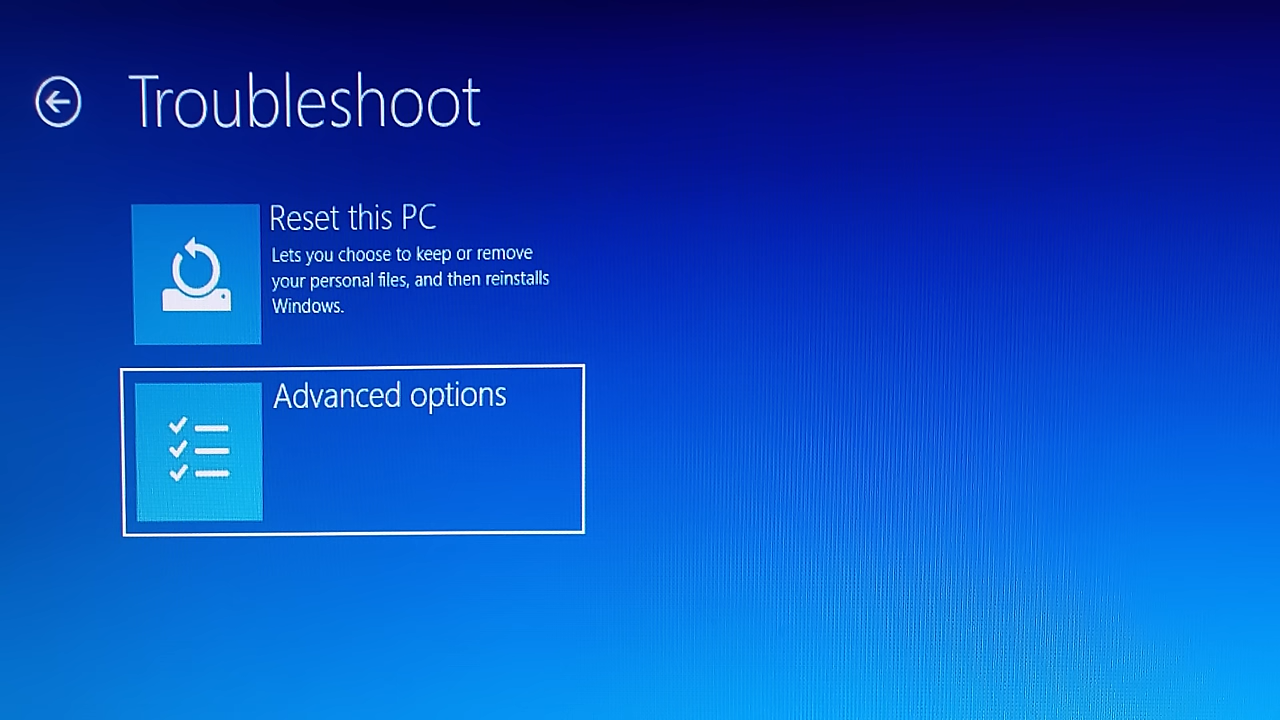 Troubleshoot
Reset this PC
Lets you choose to keep or remove
your personal files, and then reinstalls
Windows.
Advanced options